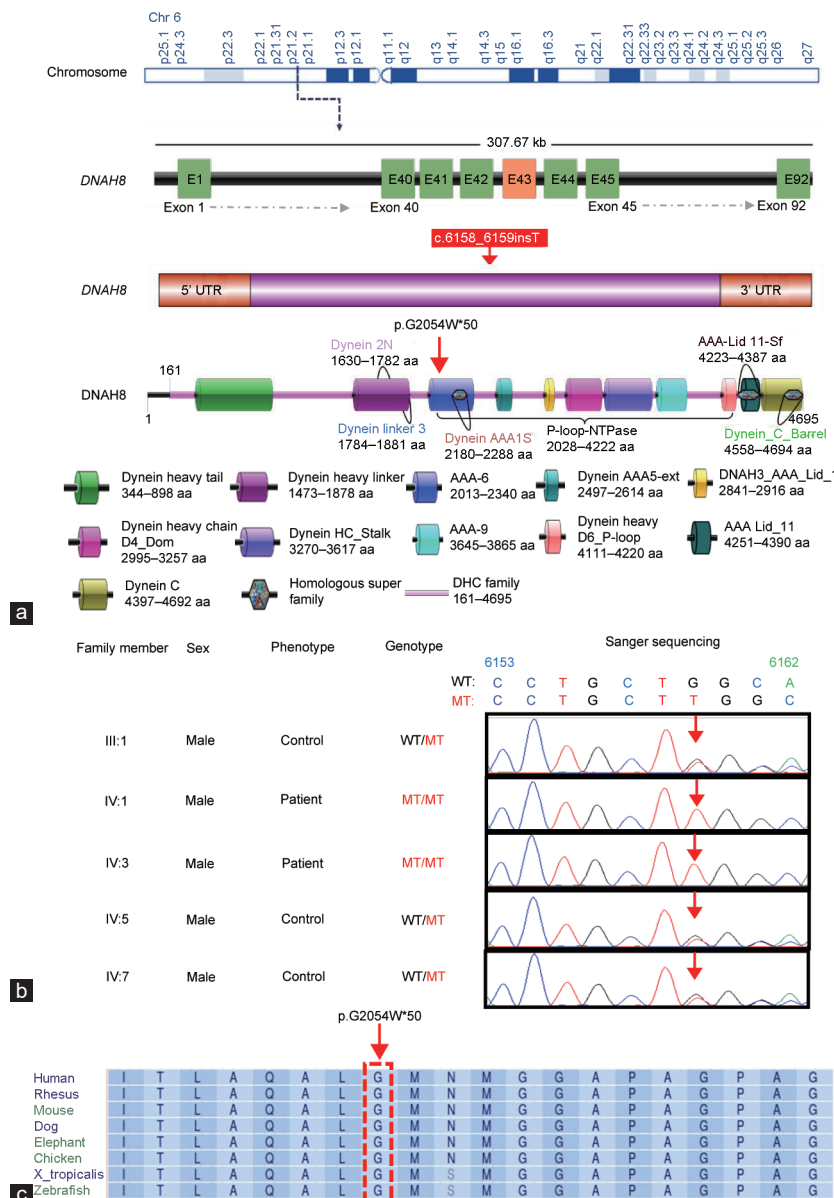 Chr 6
p25.1 p24.3 p22.3 p22.1 p21.31 p21.2 p21.1 p12.3 p12.1 q11.1 q12 q13 q14.1 q14.3 q15 q16.1 q16.3 q21 q22.1 q22.31 q22.33 q23.2 q23.3 q24.1 q24.2 q24.3 q25.1 q25.2 q25.3 q26 q27
Chromosome
307.67 kb
DNAH8 E1 E40 E41 E42 E43 E44 E45 E92
Exon 1 Exon 40 Exon 45 Exon 92
c.6158_6159insT
DNAH8 5' UTR 3' UTR
p.G2054W*50
Dynein 2N
1630–1782 aa
AAA-Lid 11-Sf
4223–4387 aa
161
DNAH8
1
4695
Dynein linker 3
1784–1881 aa
Dynein AAA1S
2180–2288 aa
P-loop-NTPase
2028–4222 aa
Dynein_C_Barrel
4558–4694 aa
Dynein heavy tail
344–898 aa
Dynein heavy linker
1473–1878 aa
AAA-6
2013–2340 aa
Dynein AAA5-ext
2497–2614 aa
DNAH3_AAA_Lid_1
2841–2916 aa
Dynein heavy chain
D4_Dom
2995–3257 aa
Dynein HC_Stalk
3270–3617 aa
AAA-9
3645–3865 aa
Dynein heavy
D6_P-loop
4111–4220 aa
AAA Lid_11
4251–4390 aa
Dynein C
4397–4692 aa
Homologous super
family
DHC family
161–4695
a
Family member Sex Phenotype Genotype Sanger sequencing
6153 6162
WT: C C T G C T G G C A
MT: C C T G C T T G G C
III:1 Male Control WT/MT
IV:1 Male Patient MT/MT
IV:3 Male Patient MT/MT
IV:5 Male Control WT/MT
IV:7 Male Control WT/MT
b
p.G2054W*50
Human I T L A Q A L G M N M G G A P A G P A G
Rhesus I T L A Q A L G M N M G G A P A G P A G
Mouse I T L A Q A L G M N M G G A P A G P A G
Dog I T L A Q A L G M N M G G A P A G P A G
Elephant I T L A Q A L G M N M G G A P A G P A G
Chicken I T L A Q A L G M N M G G A P A G P A G
X_tropicalis I T L A Q A L G M S M G G A P A G P A G
Zebrafish I T L A Q A L G M S M G G A P A G P A G
c